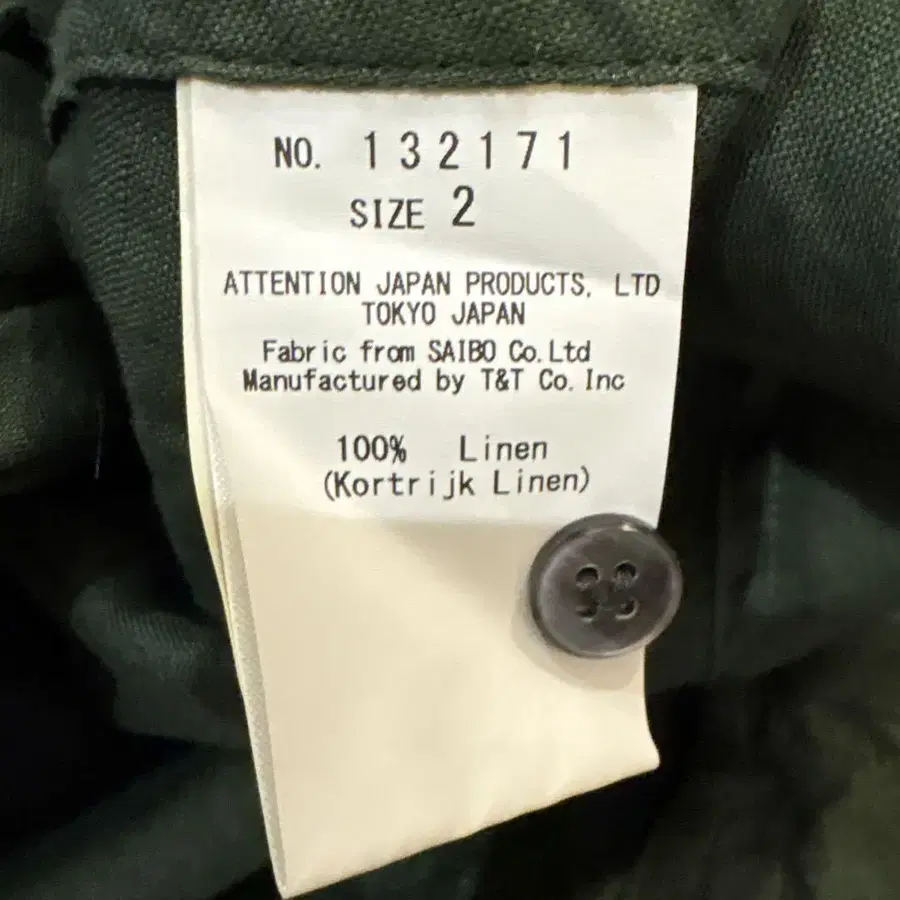 NO. 132171
SIZE 2
ATTENTION JAPAN PRODUCTS, LTD
TOKYO JAPAN
Fabric from SAIBO Co.Ltd
Manufactured by T&T Co.Inc
100% Linen
(Kortrijk Linen)